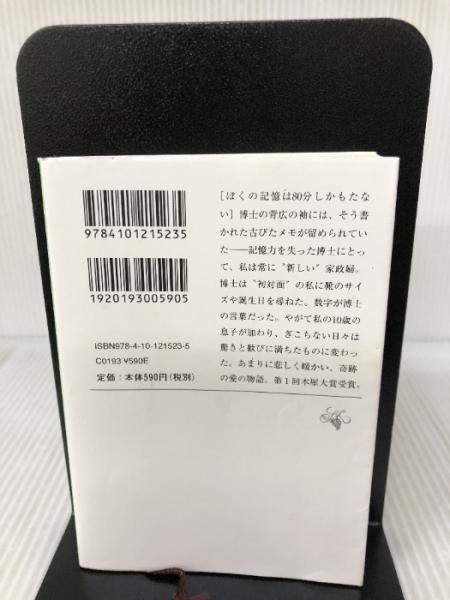 9784101215235
1920193005905
ISBN978-4-10-121523-5
C0193 ¥590E
定価：本体590円（税別）
［ぼくの記憶は80分しかもたな
い］博士の背広の袖には、そう書
かれた古びたメモが留められてい
た──記憶力を失った博士にとっ
て、私は常に〝新しい〟家政婦。
博士は〝初対面〟の私に靴のサイ
ズや誕生日を尋ねた。数字が博士
の言葉だった。やがて私の10歳の
息子が加わり、ぎこちない日々は
驚きと歓びに満ちたものに変わっ
た。あまりに悲しく暖かい、奇跡
の愛の物語。第１回本屋大賞受賞。